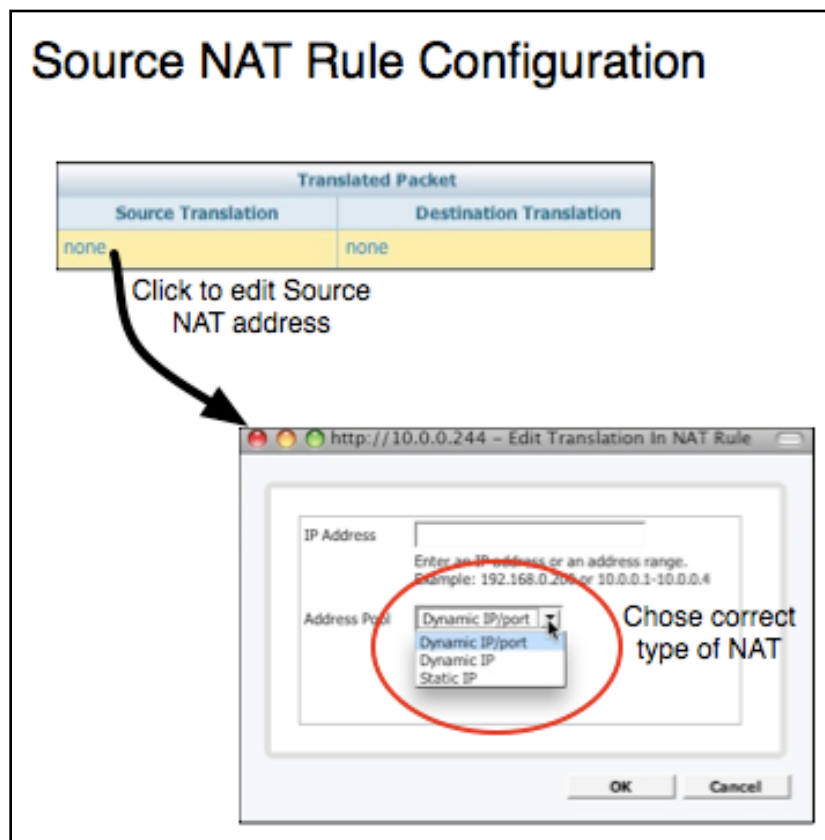 Source NAT Rule Configuration
Translated Packet
Source Translation Destination Translation
none none
Click to edit Source
NAT address
http://10.0.0.244 – Edit Translation In NAT Rule
IP Address
Enter an IP address or an address range.
Example: 192.168.0.200 or 10.0.0.1-10.0.0.4
Address Pool Dynamic IP/port
Dynamic IP/port
Dynamic IP
Static IP
Chose correct
type of NAT
OK Cancel